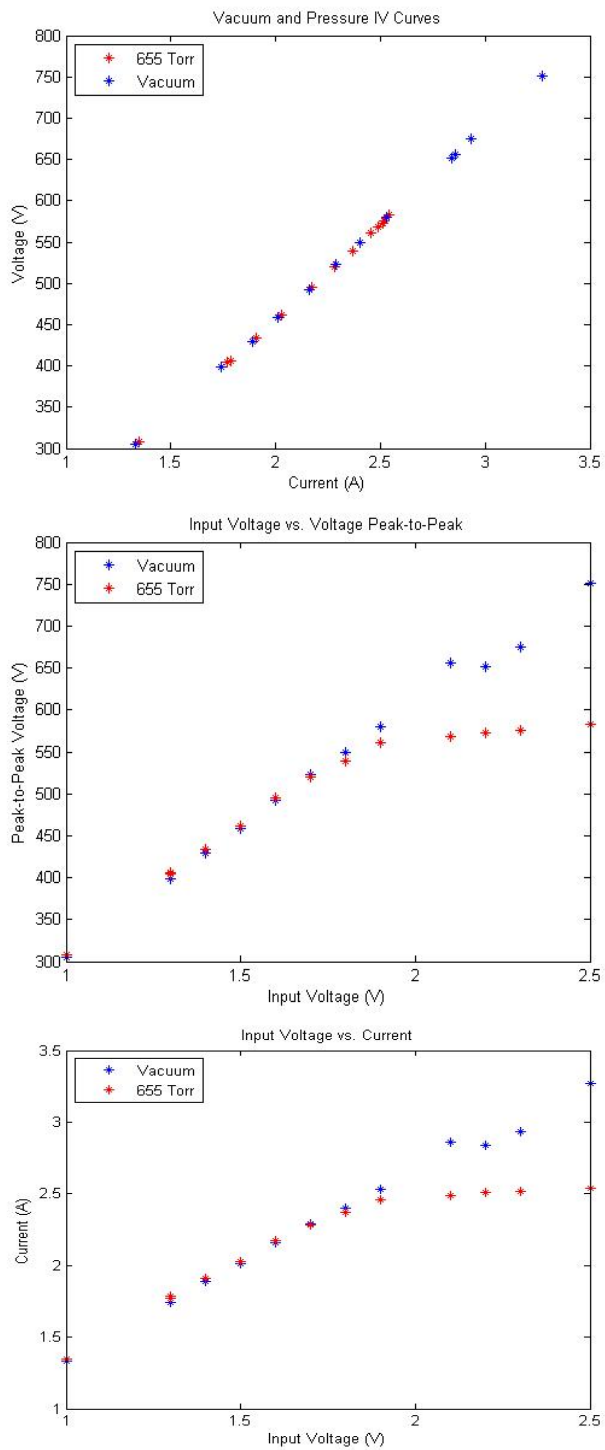 Vacuum and Pressure IV Curves
800
750
700
650
600
550
500
450
400
350
300
Voltage (V)
655 Torr
Vacuum
1
1.5
2
2.5
3
3.5
Current (A)
Input Voltage vs. Voltage Peak-to-Peak
800
750
700
650
600
550
500
450
400
350
300
Peak-to-Peak Voltage (V)
Vacuum
655 Torr
1
1.5
2
2.5
Input Voltage (V)
Input Voltage vs. Current
3.5
3
2.5
2
1.5
1
Current (A)
Vacuum
655 Torr
1
1.5
2
2.5
Input Voltage (V)